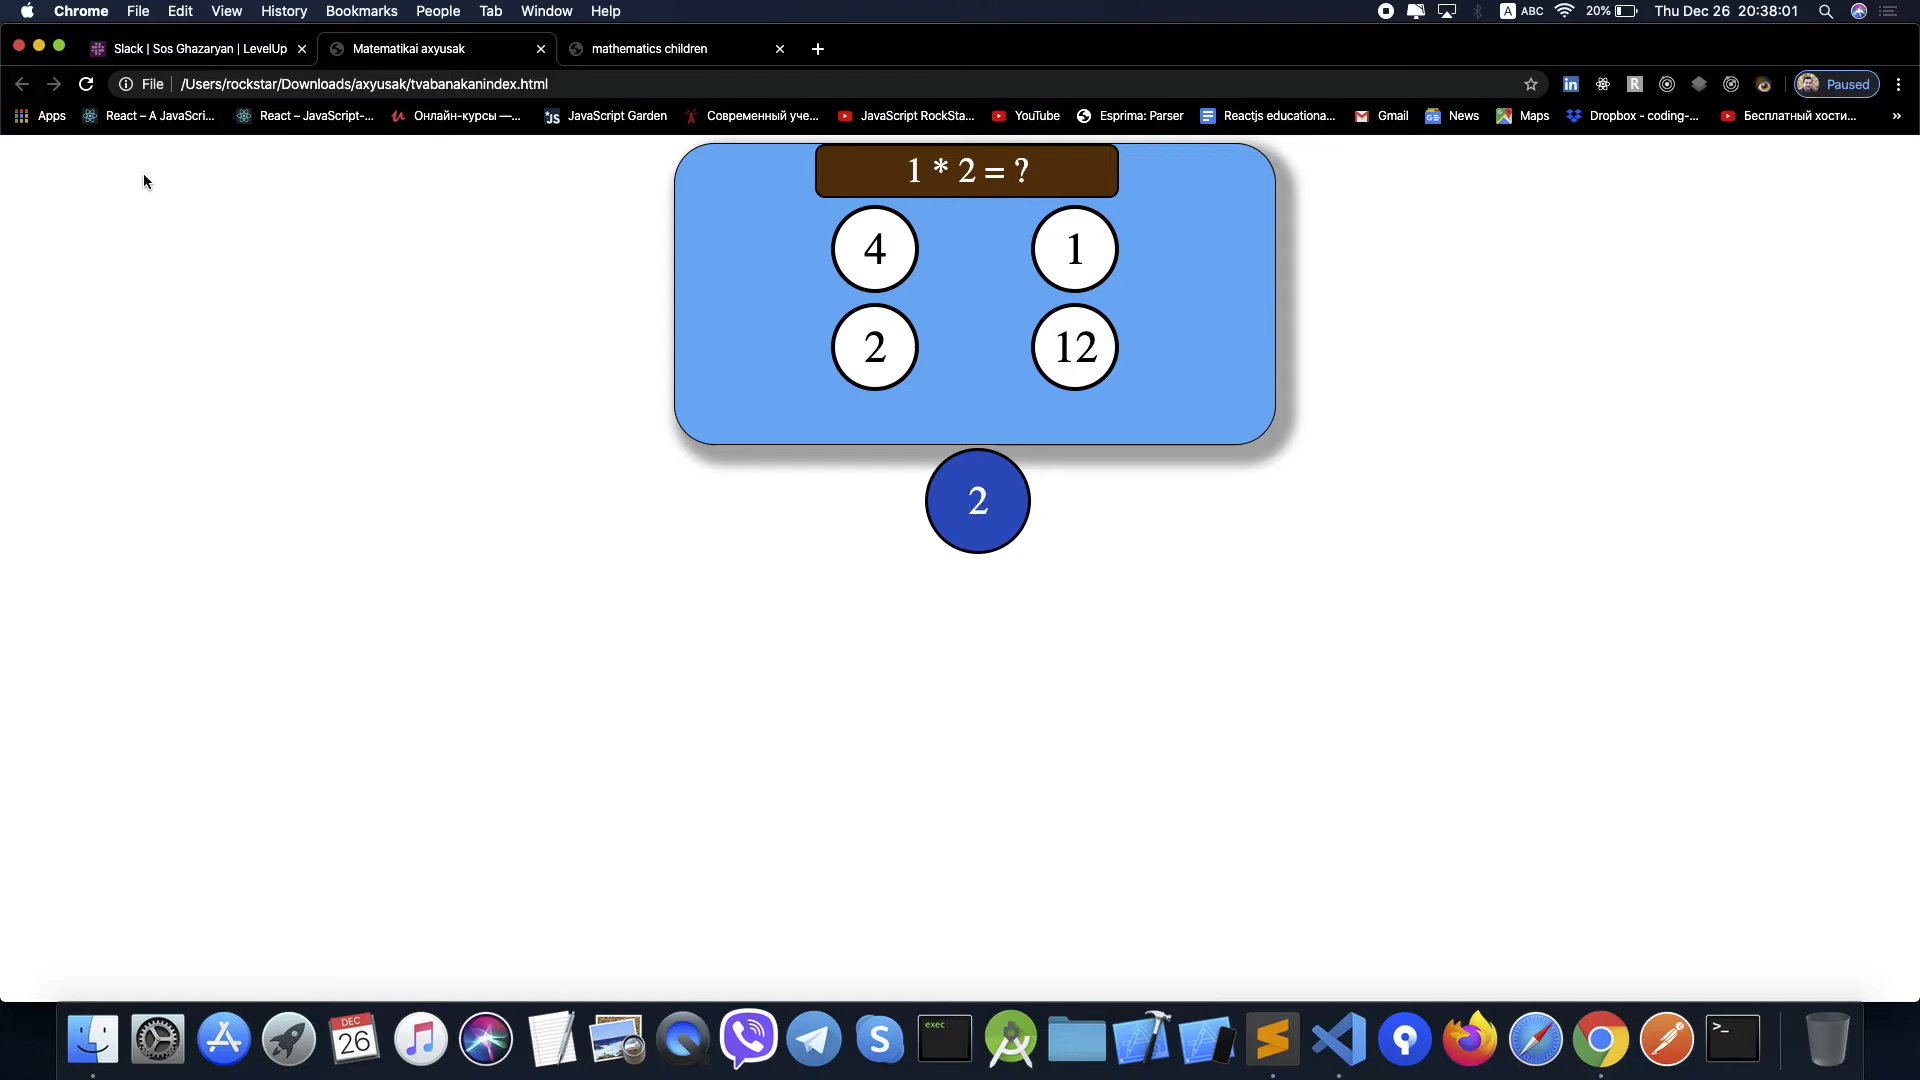 Chrome File Edit View History Bookmarks People Tab Window Help A ABC 20% Thu Dec 26 20:38:01
Slack | Sos Ghazaryan | LevelUp Matematikai axyusak mathematics children
File /Users/rockstar/Downloads/axyusak/tvabanakanindex.html R Paused
Apps React – A JavaScri... React – JavaScript-... Онлайн-курсы —... JS JavaScript Garden Современный уче... JavaScript RockSta... YouTube Esprima: Parser Reactjs educationa... Gmail News Maps Dropbox - coding-... Бесплатный хости... »
1 * 2 = ?
4 1
2 12
2
DEC
26
exec
>_